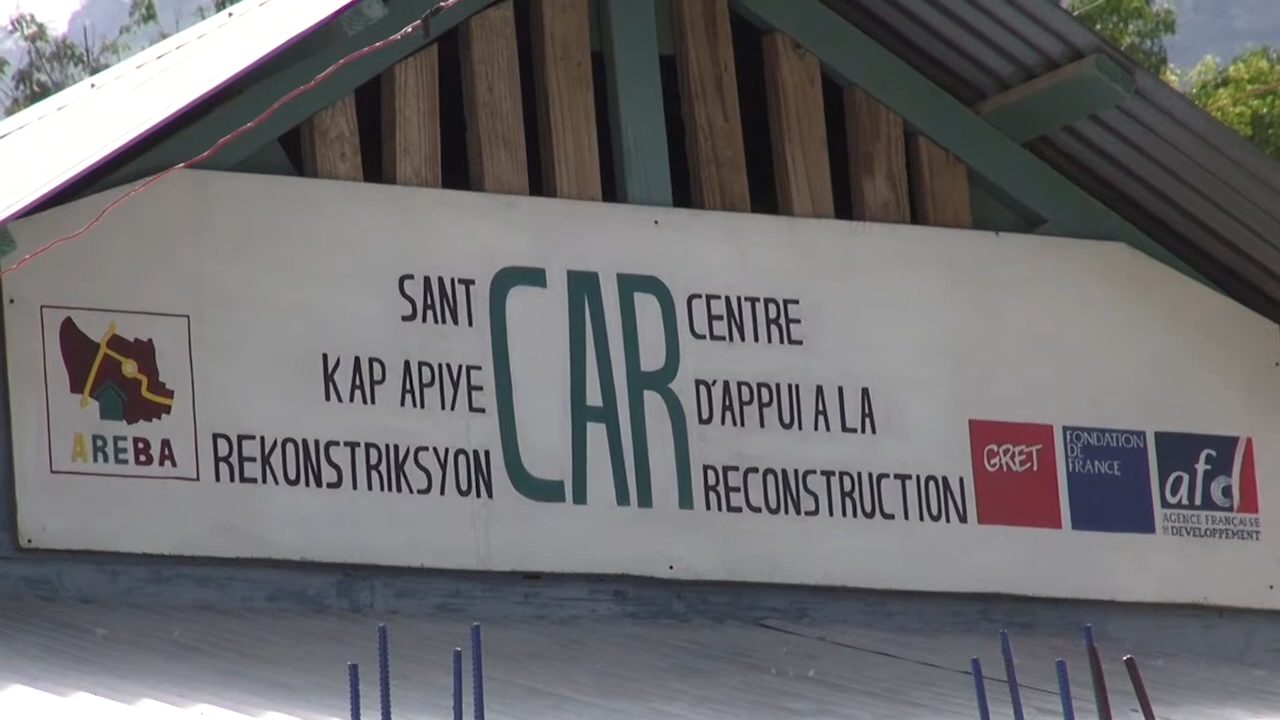 AREBA
SANT
KAP APIYE
REKONSTRIKSYON
CAR
CENTRE
D'APPUI A LA
RECONSTRUCTION
GRET
FONDATION
DE
FRANCE
afd
AGENCE FRANÇAISE
DE DEVELOPPEMENT